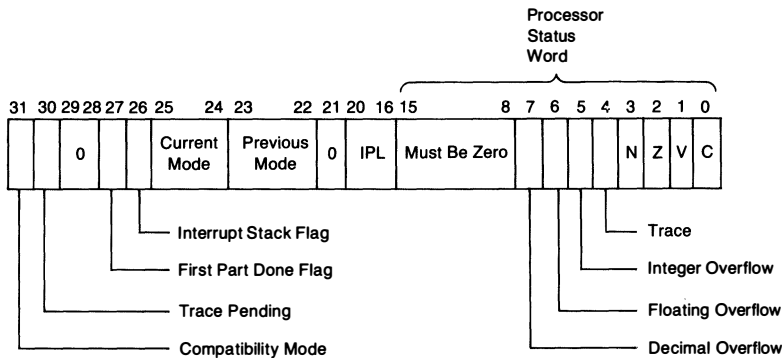 Processor
Status
Word
31 30 29 28 27 26 25 24 23 22 21 20 16 15 8 7 6 5 4 3 2 1 0
0 Current Mode Previous Mode 0 IPL Must Be Zero N Z V C
Interrupt Stack Flag Trace
First Part Done Flag Integer Overflow
Trace Pending Floating Overflow
Compatibility Mode Decimal Overflow